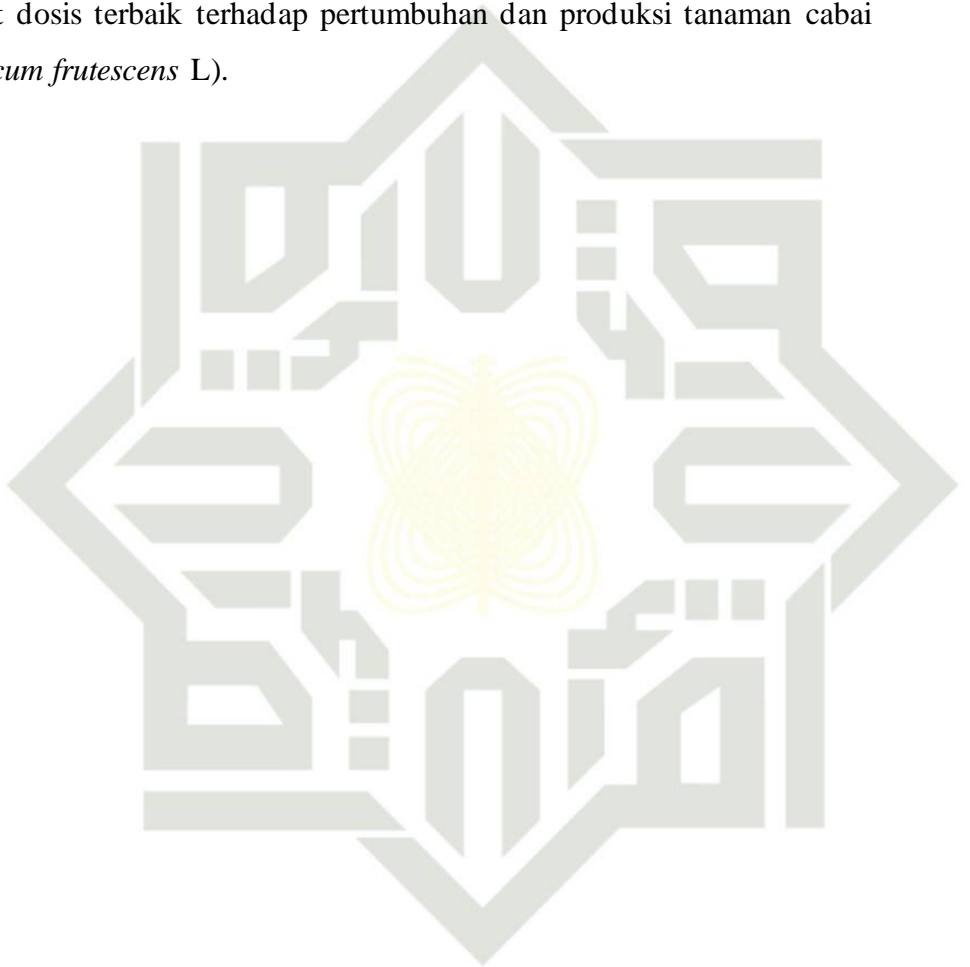 t dosis terbaik terhadap pertumbuhan dan produksi tanaman cabai
cum frutescens L).